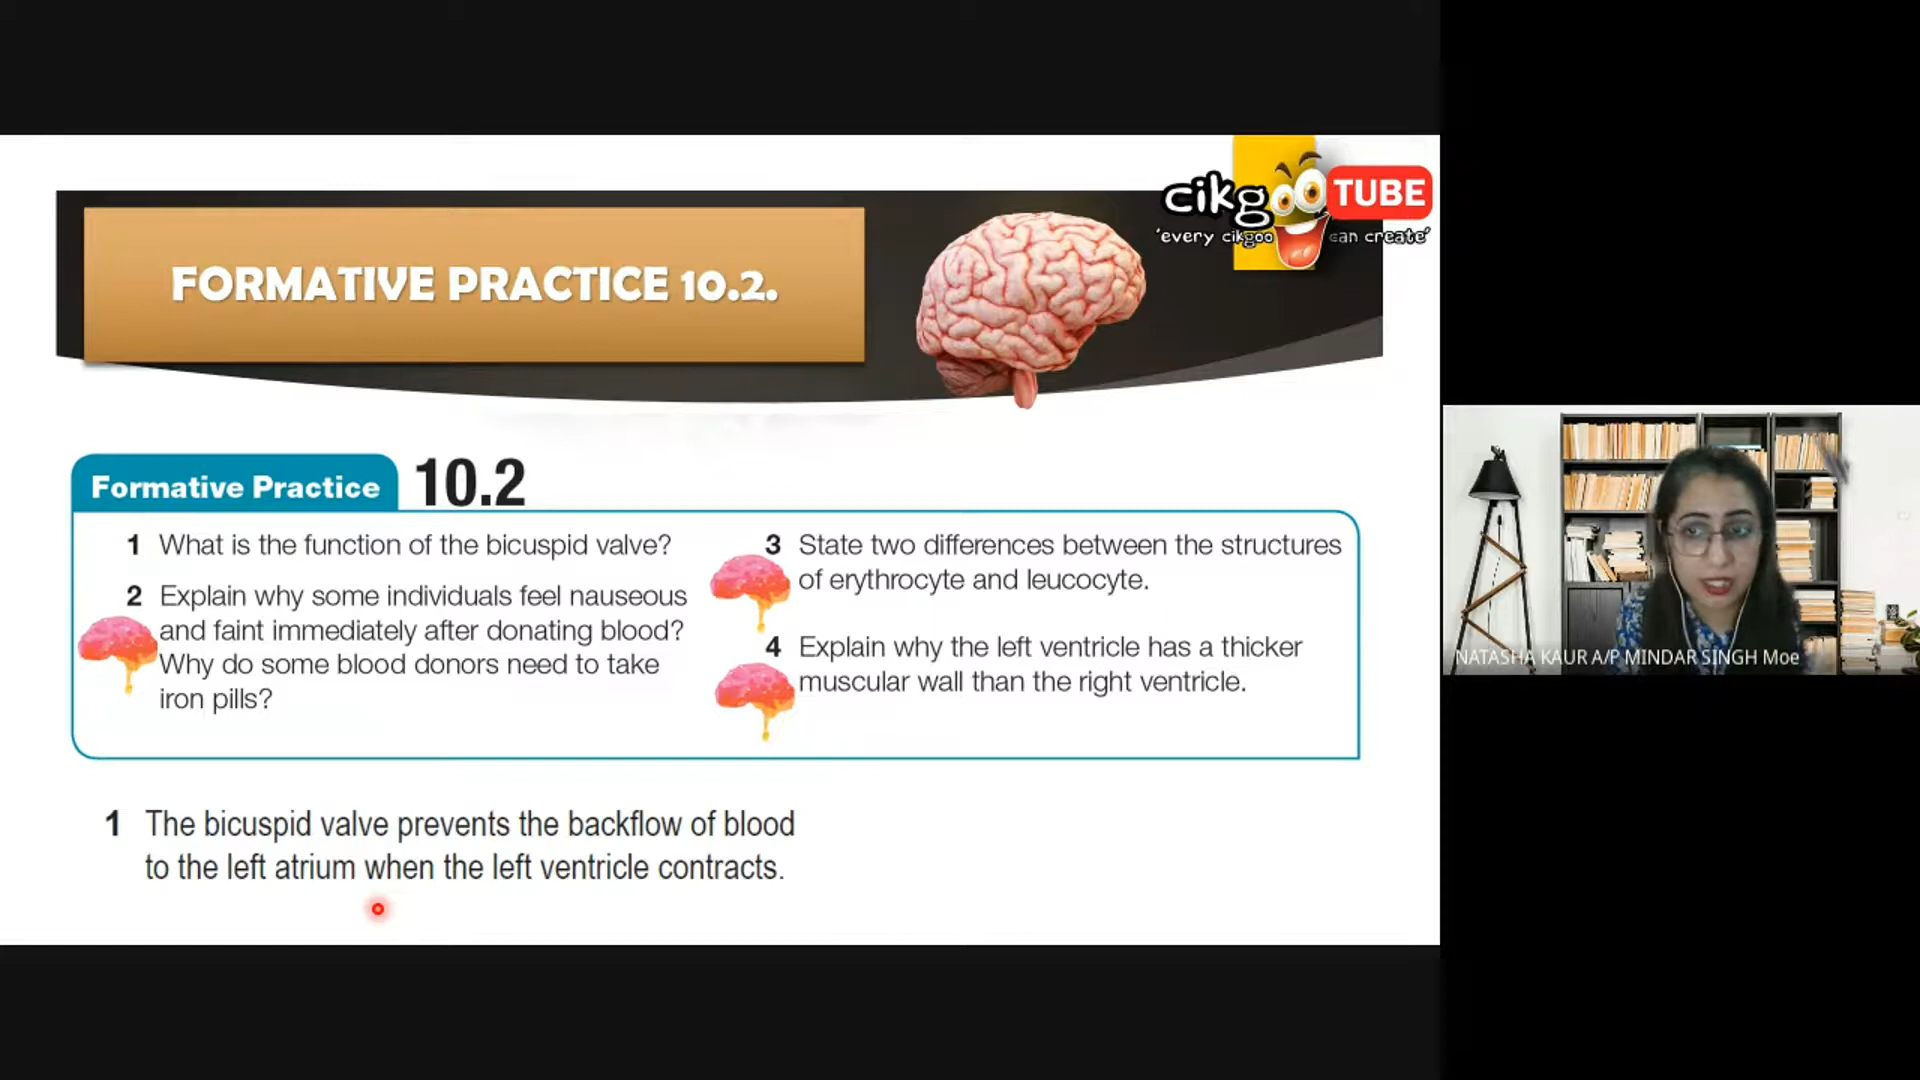 cikgoo TUBE
'every cikgoo can create'
FORMATIVE PRACTICE 10.2.
Formative Practice 10.2
1 What is the function of the bicuspid valve?
2 Explain why some individuals feel nauseous
and faint immediately after donating blood?
Why do some blood donors need to take
iron pills?
3 State two differences between the structures
of erythrocyte and leucocyte.
4 Explain why the left ventricle has a thicker
muscular wall than the right ventricle.
1 The bicuspid valve prevents the backflow of blood
to the left atrium when the left ventricle contracts.
NATASHA KAUR A/P MINDAR SINGH Moe